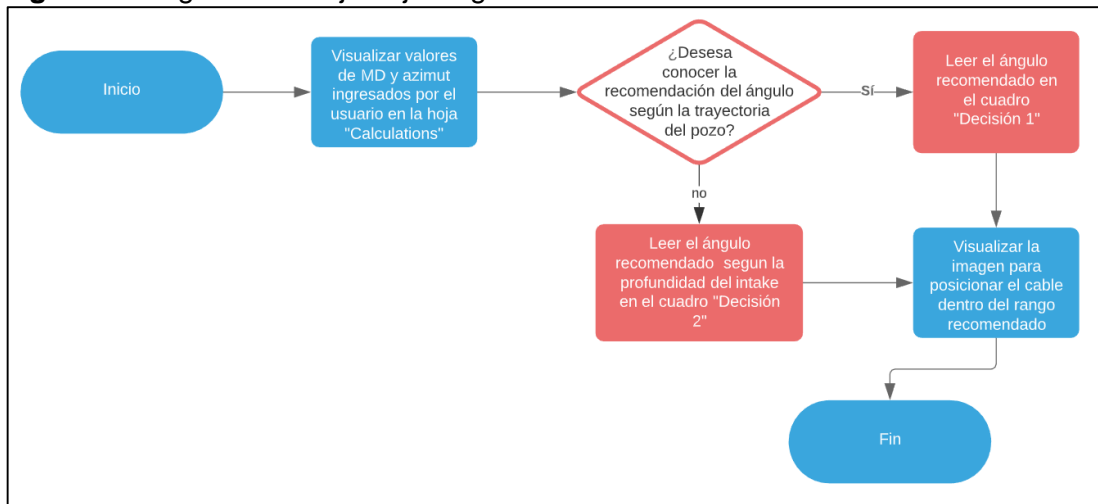 Inicio
Visualizar valores
de MD y azimut
ingresados por el
usuario en la hoja
"Calculations"
¿Desesa
conocer la
recomendación del ángulo
según la trayectoria
del pozo?
Sí
Leer el ángulo
recomendado en
el cuadro
"Decisión 1"
no
Leer el ángulo
recomendado segun la
profundidad del intake
en el cuadro "Decisión
2"
Visualizar la
imagen para
posicionar el cable
dentro del rango
recomendado
Fin